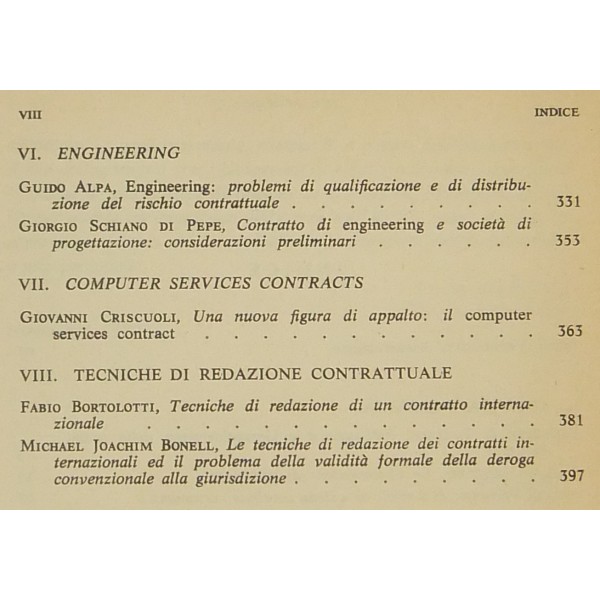 VIII INDICE
VI. ENGINEERING
GUIDO ALPA, Engineering: problemi di qualificazione e di distribu-
zione del rischio contrattuale . . . . . . . . . 331
GIORGIO SCHIANO DI PEPE, Contratto di engineering e società di
progettazione: considerazioni preliminari . . . . . . 353
VII. COMPUTER SERVICES CONTRACTS
GIOVANNI CRISCUOLI, Una nuova figura di appalto: il computer
services contract . . . . . . . . . . . . . 363
VIII. TECNICHE DI REDAZIONE CONTRATTUALE
FABIO BORTOLOTTI, Tecniche di redazione di un contratto interna-
zionale . . . . . . . . . . . . . . . 381
MICHAEL JOACHIM BONELL, Le tecniche di redazione dei contratti in-
ternazionali ed il problema della validità formale della deroga
convenzionale alla giurisdizione . . . . . . . . . 397